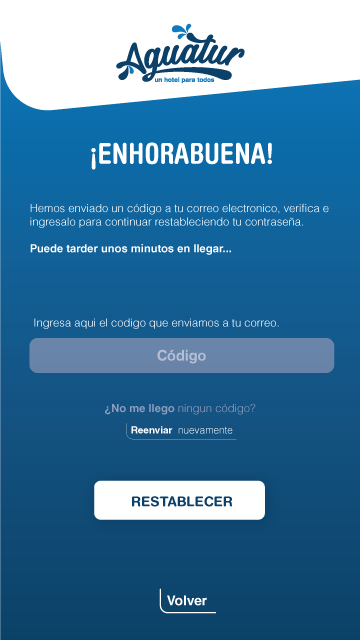 Aguatur
un hotel para todos
¡ENHORABUENA!
Hemos enviado un código a tu correo electronico, verifica e
ingresalo para continuar restableciendo tu contraseña.
Puede tarder unos minutos en llegar...
Ingresa aqui el codigo que enviamos a tu correo.
Código
¿No me llego ningun código?
Reenviar nuevamente
RESTABLECER
Volver